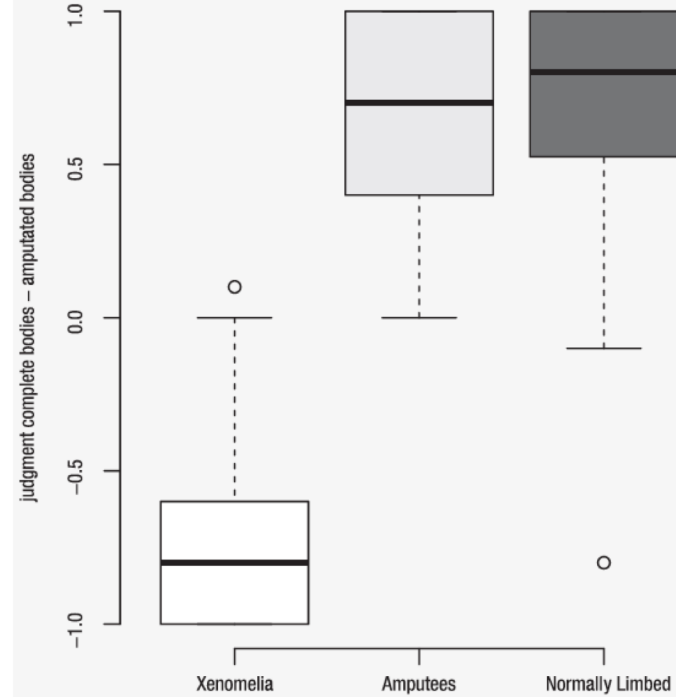 judgment complete bodies – amputated bodies
1.0
0.5
0.0
−0.5
−1.0
Xenomelia
Amputees
Normally Limbed